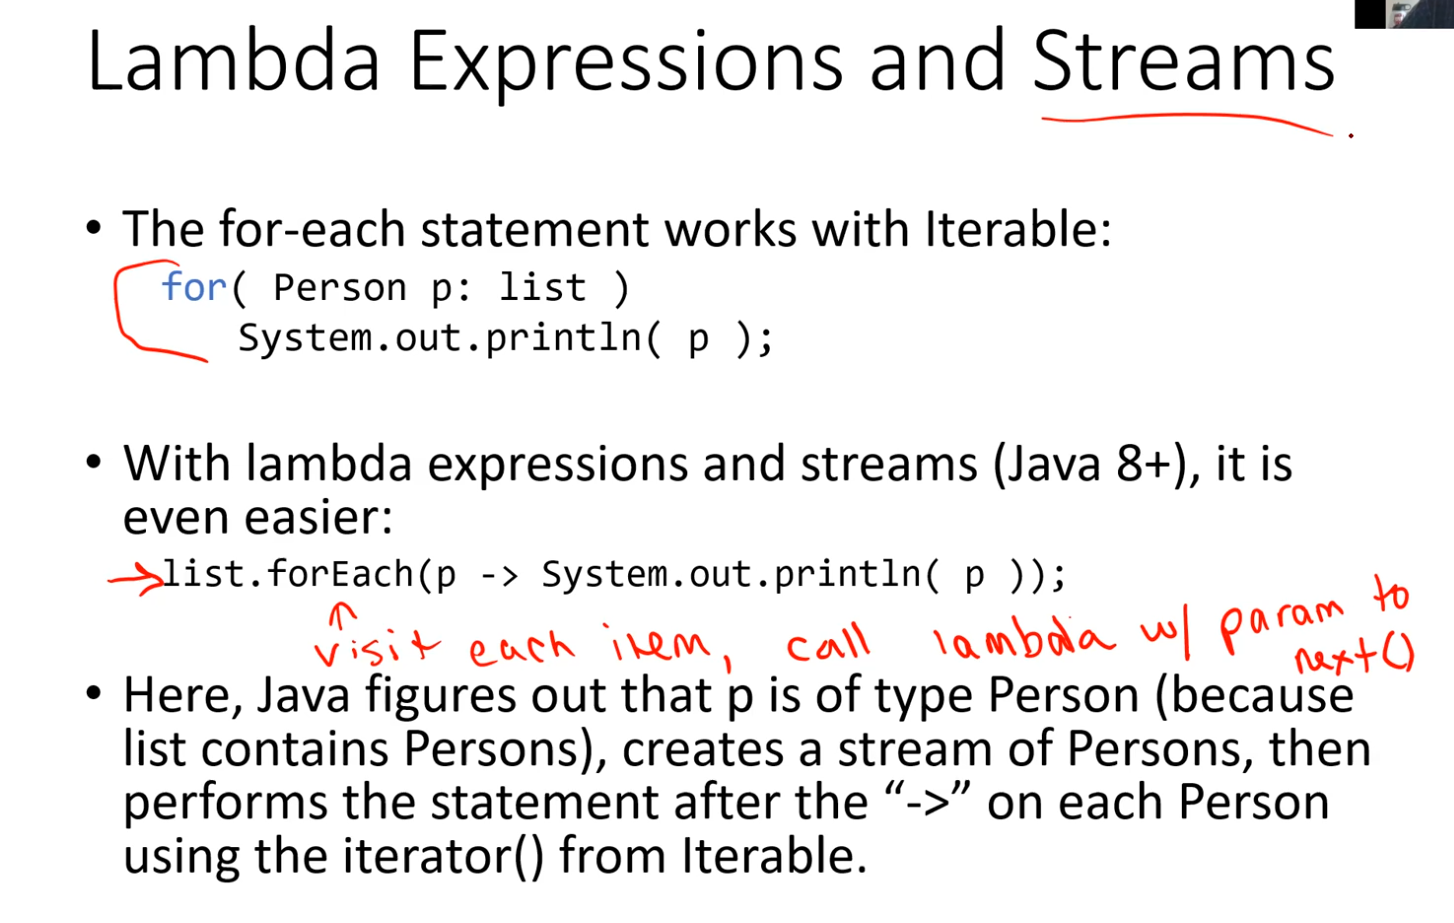 Lambda Expressions and Streams
• The for-each statement works with Iterable:
for( Person p: list )
System.out.println( p );
• With lambda expressions and streams (Java 8+), it is
even easier:
list.forEach(p -> System.out.println( p ));
visit each item, call lambda w/ param to
next()
• Here, Java figures out that p is of type Person (because
list contains Persons), creates a stream of Persons, then
performs the statement after the “->” on each Person
using the iterator() from Iterable.